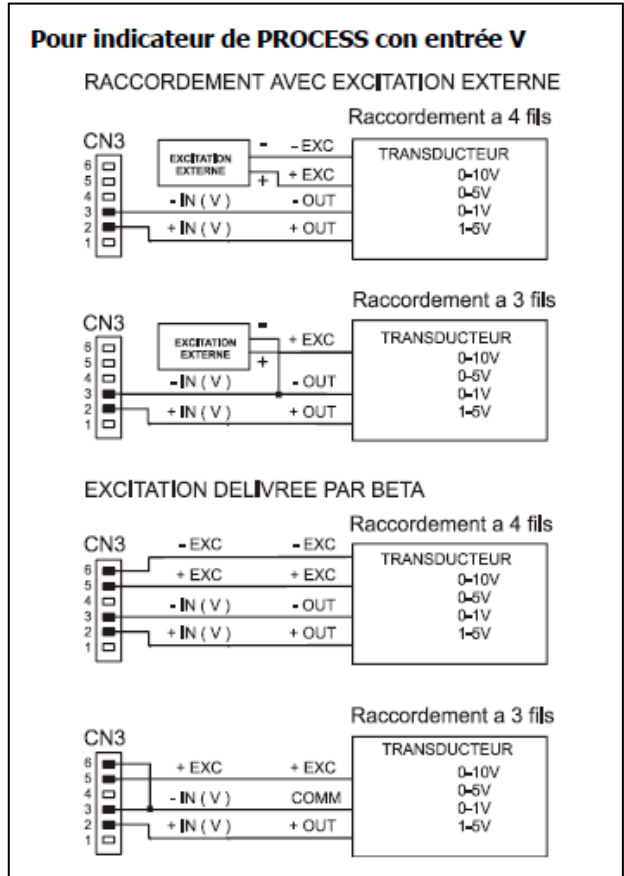 Pour indicateur de PROCESS con entrée V
RACCORDEMENT AVEC EXCITATION EXTERNE
Raccordement a 4 fils
CN3
6
5
4
3
2
1
EXCITATION
EXTERNE
-
+
- EXC
+ EXC
- IN ( V )
- OUT
+ IN ( V )
+ OUT
TRANSDUCTEUR
0-10V
0-5V
0-1V
1-5V
Raccordement a 3 fils
CN3
6
5
4
3
2
1
EXCITATION
EXTERNE
-
+
+ EXC
- IN ( V )
- OUT
+ IN ( V )
+ OUT
TRANSDUCTEUR
0-10V
0-5V
0-1V
1-5V
EXCITATION DELIVREE PAR BETA
Raccordement a 4 fils
CN3
6
5
4
3
2
1
- EXC
- EXC
+ EXC
+ EXC
- IN ( V )
- OUT
+ IN ( V )
+ OUT
TRANSDUCTEUR
0-10V
0-5V
0-1V
1-5V
Raccordement a 3 fils
CN3
6
5
4
3
2
1
+ EXC
+ EXC
- IN ( V )
COMM
+ IN ( V )
+ OUT
TRANSDUCTEUR
0-10V
0-5V
0-1V
1-5V